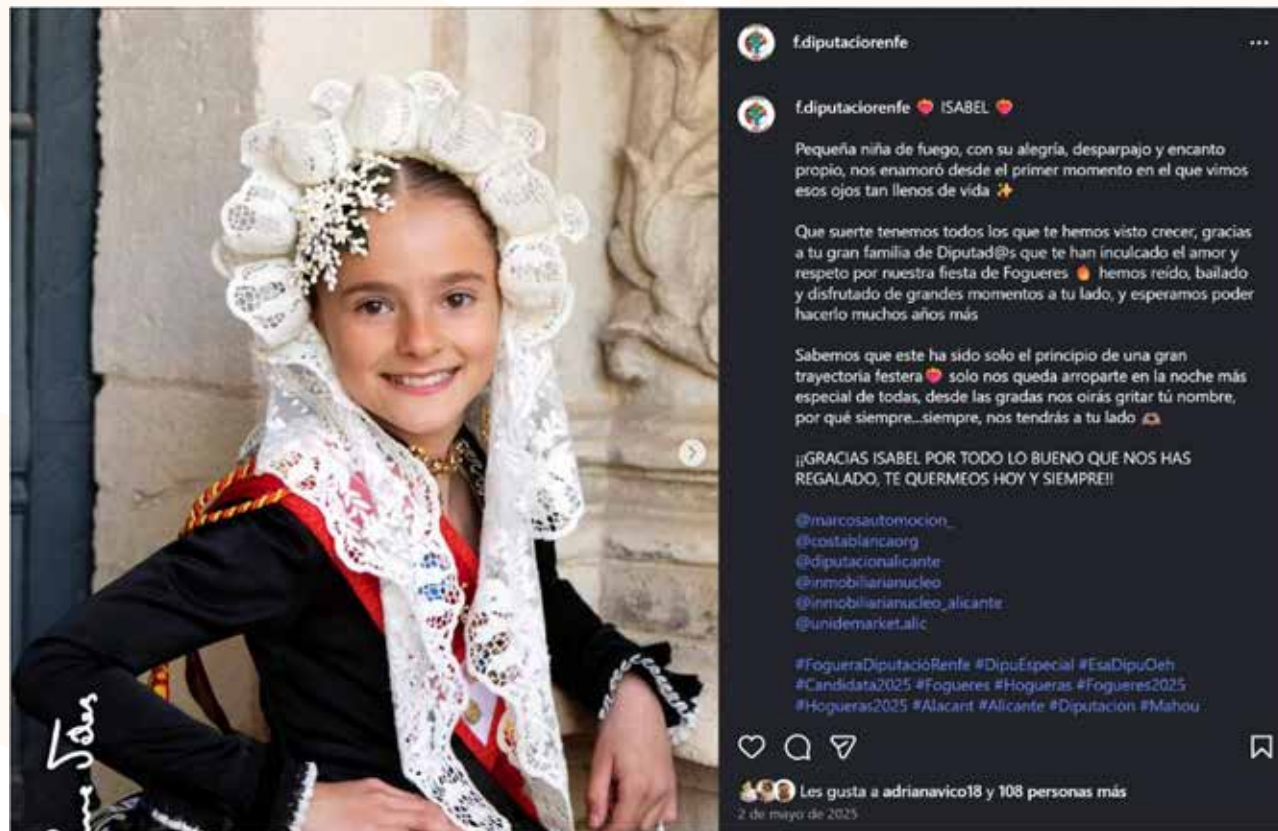 f.diputaciorenfe
f.diputaciorenfe ❤️‍🔥 ISABEL ❤️‍🔥
Pequeña niña de fuego, con su alegría, desparpajo y encanto
propio, nos enamoró desde el primer momento en el que vimos
esos ojos tan llenos de vida ✨
Que suerte tenemos todos los que te hemos visto crecer, gracias
a tu gran familia de Diputad@s que te han inculcado el amor y
respeto por nuestra fiesta de Fogueres 🔥 hemos reído, bailado
y disfrutado de grandes momentos a tu lado, y esperamos poder
hacerlo muchos años más
Sabemos que este ha sido solo el principio de una gran
trayectoria festera❤️‍🔥 solo nos queda arroparte en la noche más
especial de todas, desde las gradas nos oirás gritar tú nombre,
por qué siempre...siempre, nos tendrás a tu lado 🫶🏽
¡¡GRACIAS ISABEL POR TODO LO BUENO QUE NOS HAS
REGALADO, TE QUERMEOS HOY Y SIEMPRE!!
@marcosautomocion_
@costablancaorg
@diputacionalicante
@inmobiliarianucleo
@inmobiliarianucleo_alicante
@unidemarket.alic
#FogueraDiputacióRenfe #DipuEspecial #EsaDipuOeh
#Candidata2025 #Fogueres #Hogueras #Fogueres2025
#Hogueras2025 #Alacant #Alicante #Diputacion #Mahou
Les gusta a adrianavico18 y 108 personas más
2 de mayo de 2025